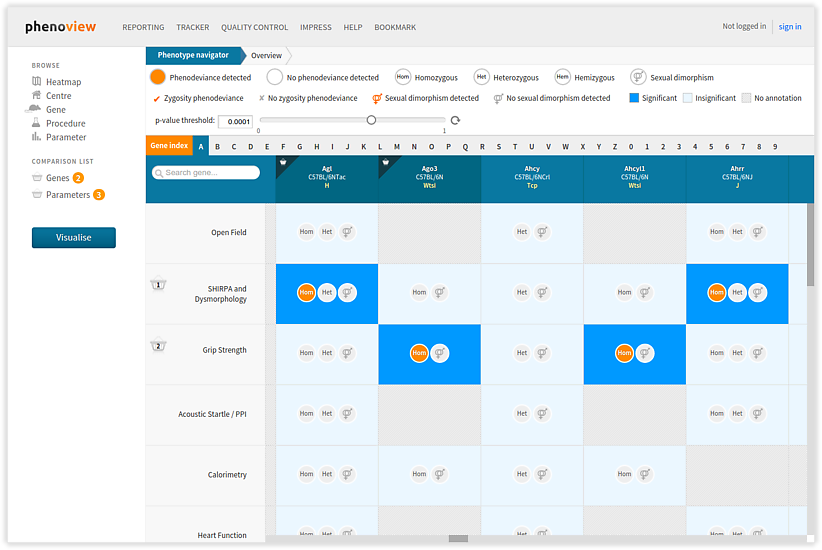 phenoview
REPORTING TRACKER QUALITY CONTROL IMPRESS HELP BOOKMARK
Not logged in sign in
BROWSE
Heatmap
Centre
Gene
Procedure
Parameter
COMPARISON LIST
Genes 2
Parameters 3
Visualise
Phenotype navigator Overview
Phenodeviance detected No phenodeviance detected Hom Homozygous Het Heterozygous Hem Hemizygous Sexual dimorphism
Zygosity phenodeviance No zygosity phenodeviance Sexual dimorphism detected No sexual dimorphism detected Significant Insignificant No annotation
p-value threshold: 0.0001
0 1
Gene index A B C D E F G H I J K L M N O P Q R S T U V W X Y Z 0 1 2 3 4 5 6 7 8 9
Search gene...
Agl Ago3 Ahcy Ahcyl1 Ahrr
C57BL/6NTac C57BL/6N C57BL/6NCrl C57BL/6N C57BL/6NJ
H Wtsi Tcp Wtsi J
Open Field Hom Het Het Hom Het
1 SHIRPA and
Dysmorphology Hom Het Hom Het Hom Hom Het
2 Grip Strength Hom Het Hom Het Hom Hom Het
Acoustic Startle / PPI Hom Het Het Hom Het
Calorimetry Hom Het Hom Het Hom
Heart Function Hom Het Het Hom Het